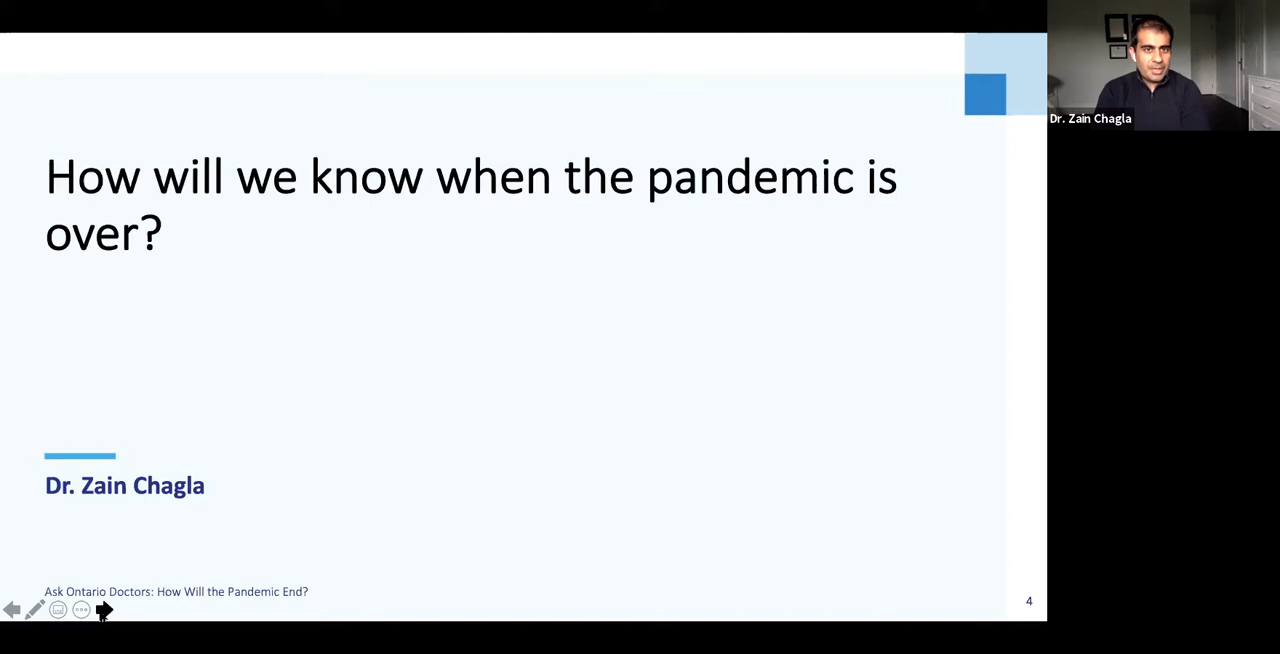 How will we know when the pandemic is
over?
Dr. Zain Chagla
Ask Ontario Doctors: How Will the Pandemic End?
4
Dr. Zain Chagla